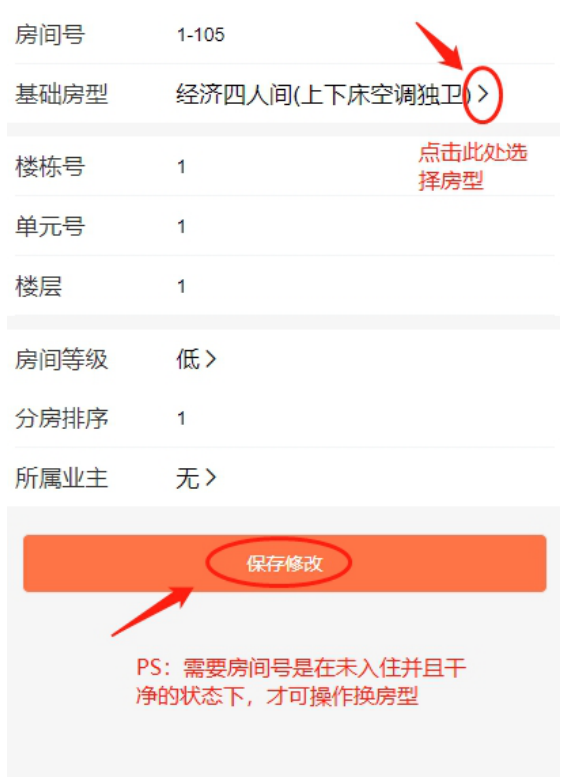 房间号 1-105
基础房型 经济四人间(上下床空调独卫)
点击此处选
择房型
楼栋号 1
单元号 1
楼层 1
房间等级 低
分房排序 1
所属业主 无
保存修改
PS：需要房间号是在未入住并且干
净的状态下，才可操作换房型